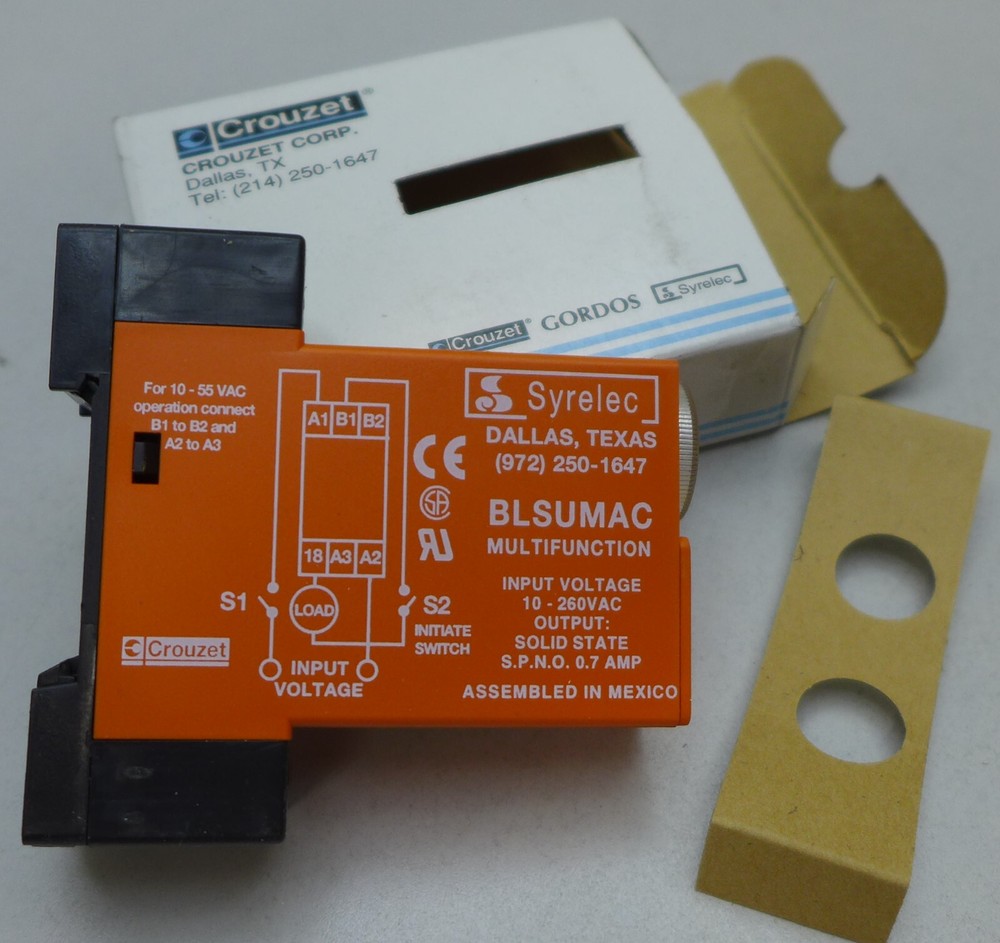 Crouzet®
CROUZET CORP.
Dallas, TX
Tel: (214) 250-1647
Crouzet®
GORDOS
Syrelec
For 10 - 55 VAC
operation connect
B1 to B2 and
A2 to A3
A1 B1 B2
18 A3 A2
LOAD
S1
S2
INITIATE
SWITCH
INPUT
VOLTAGE
Crouzet
CE
SA
RU
Syrelec
DALLAS, TEXAS
(972) 250-1647
BLSUMAC
MULTIFUNCTION
INPUT VOLTAGE
10 - 260VAC
OUTPUT:
SOLID STATE
S.P.N.O. 0.7 AMP
ASSEMBLED IN MEXICO